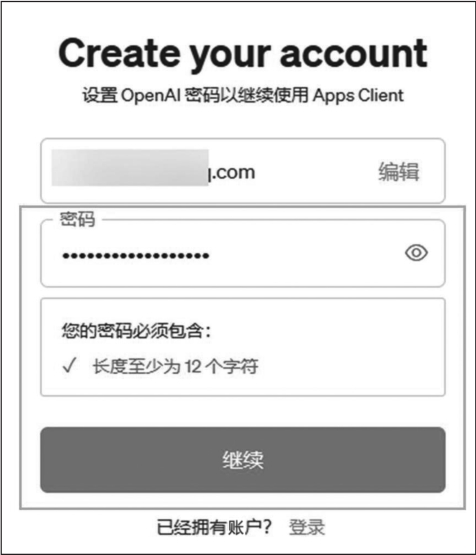 Create your account
设置 OpenAI 密码以继续使用 Apps Client
.com 编辑
密码
••••••••••••••••••
您的密码必须包含：
✓ 长度至少为 12 个字符
继续
已经拥有账户？ 登录